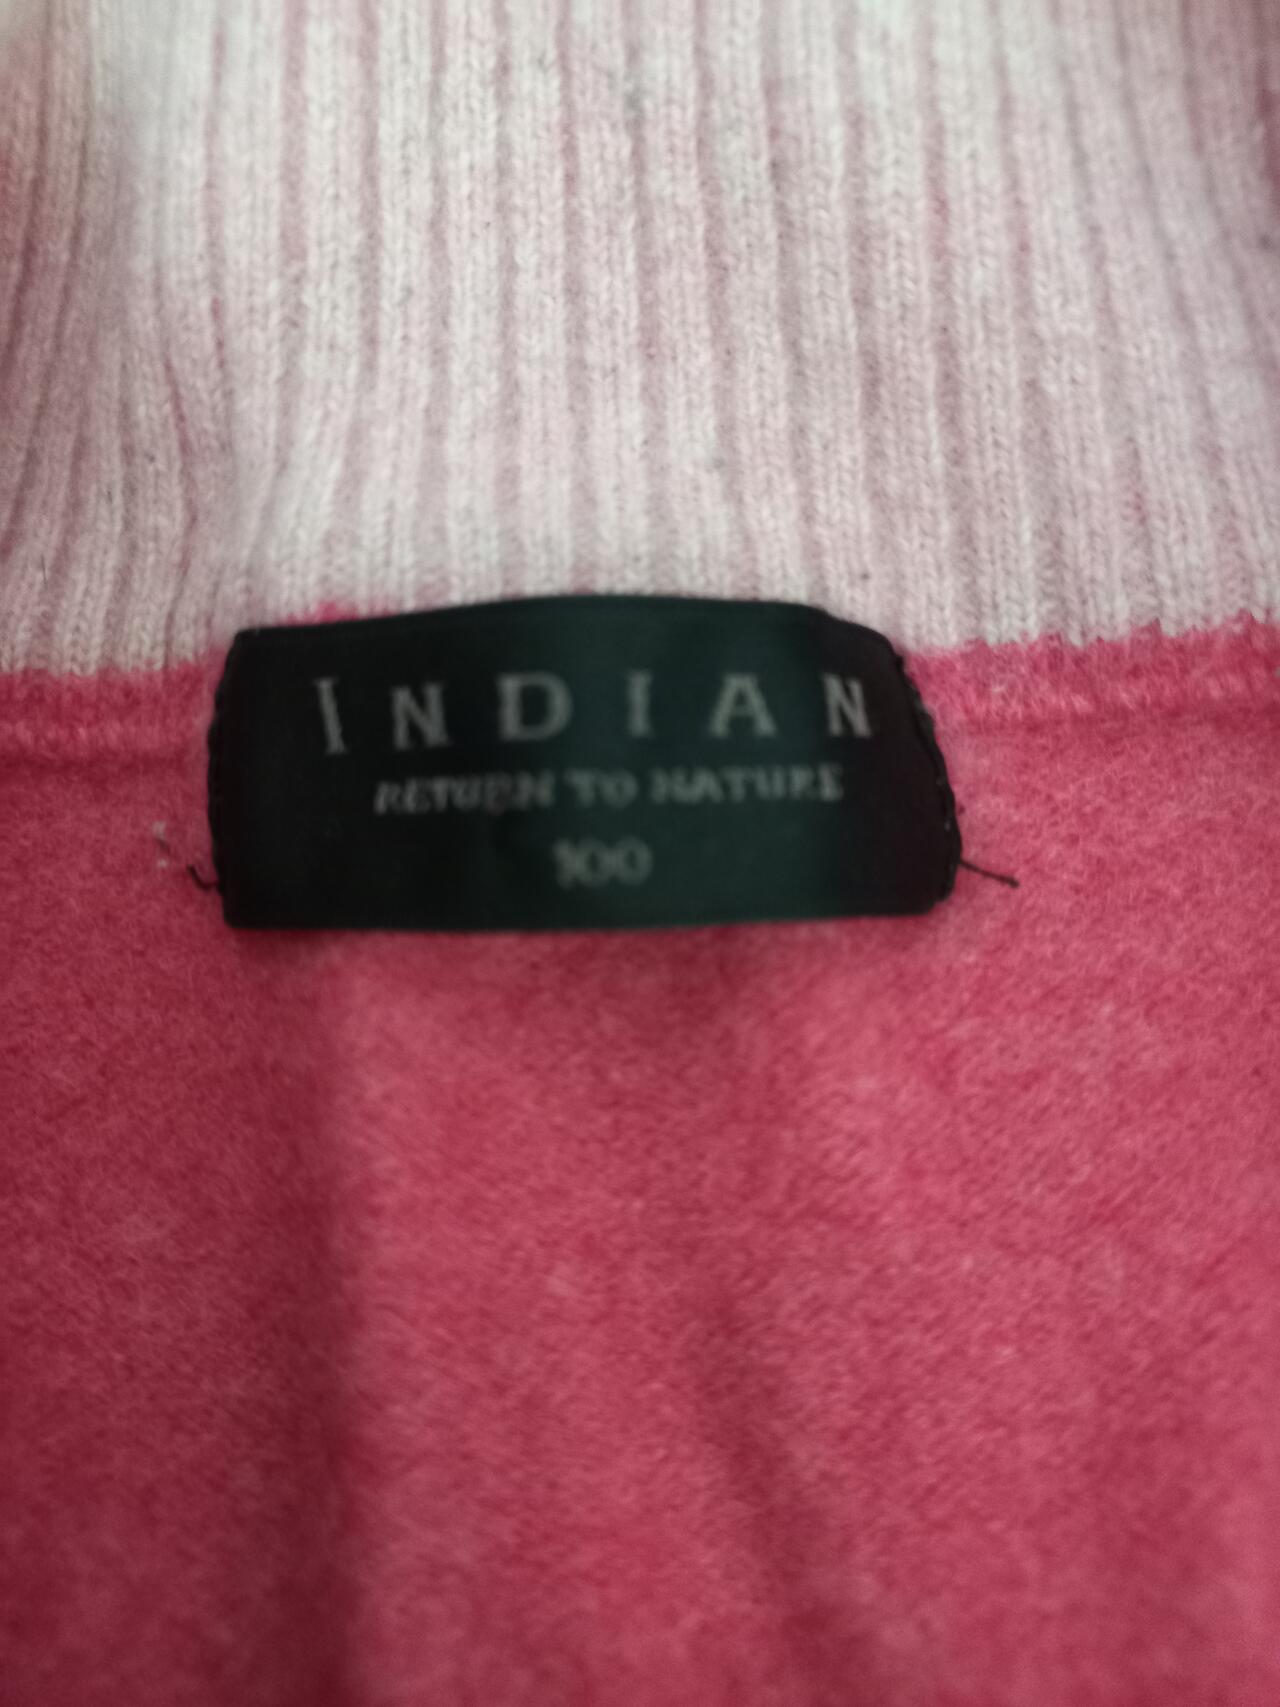 INDIAN
RETURN TO NATURE
100